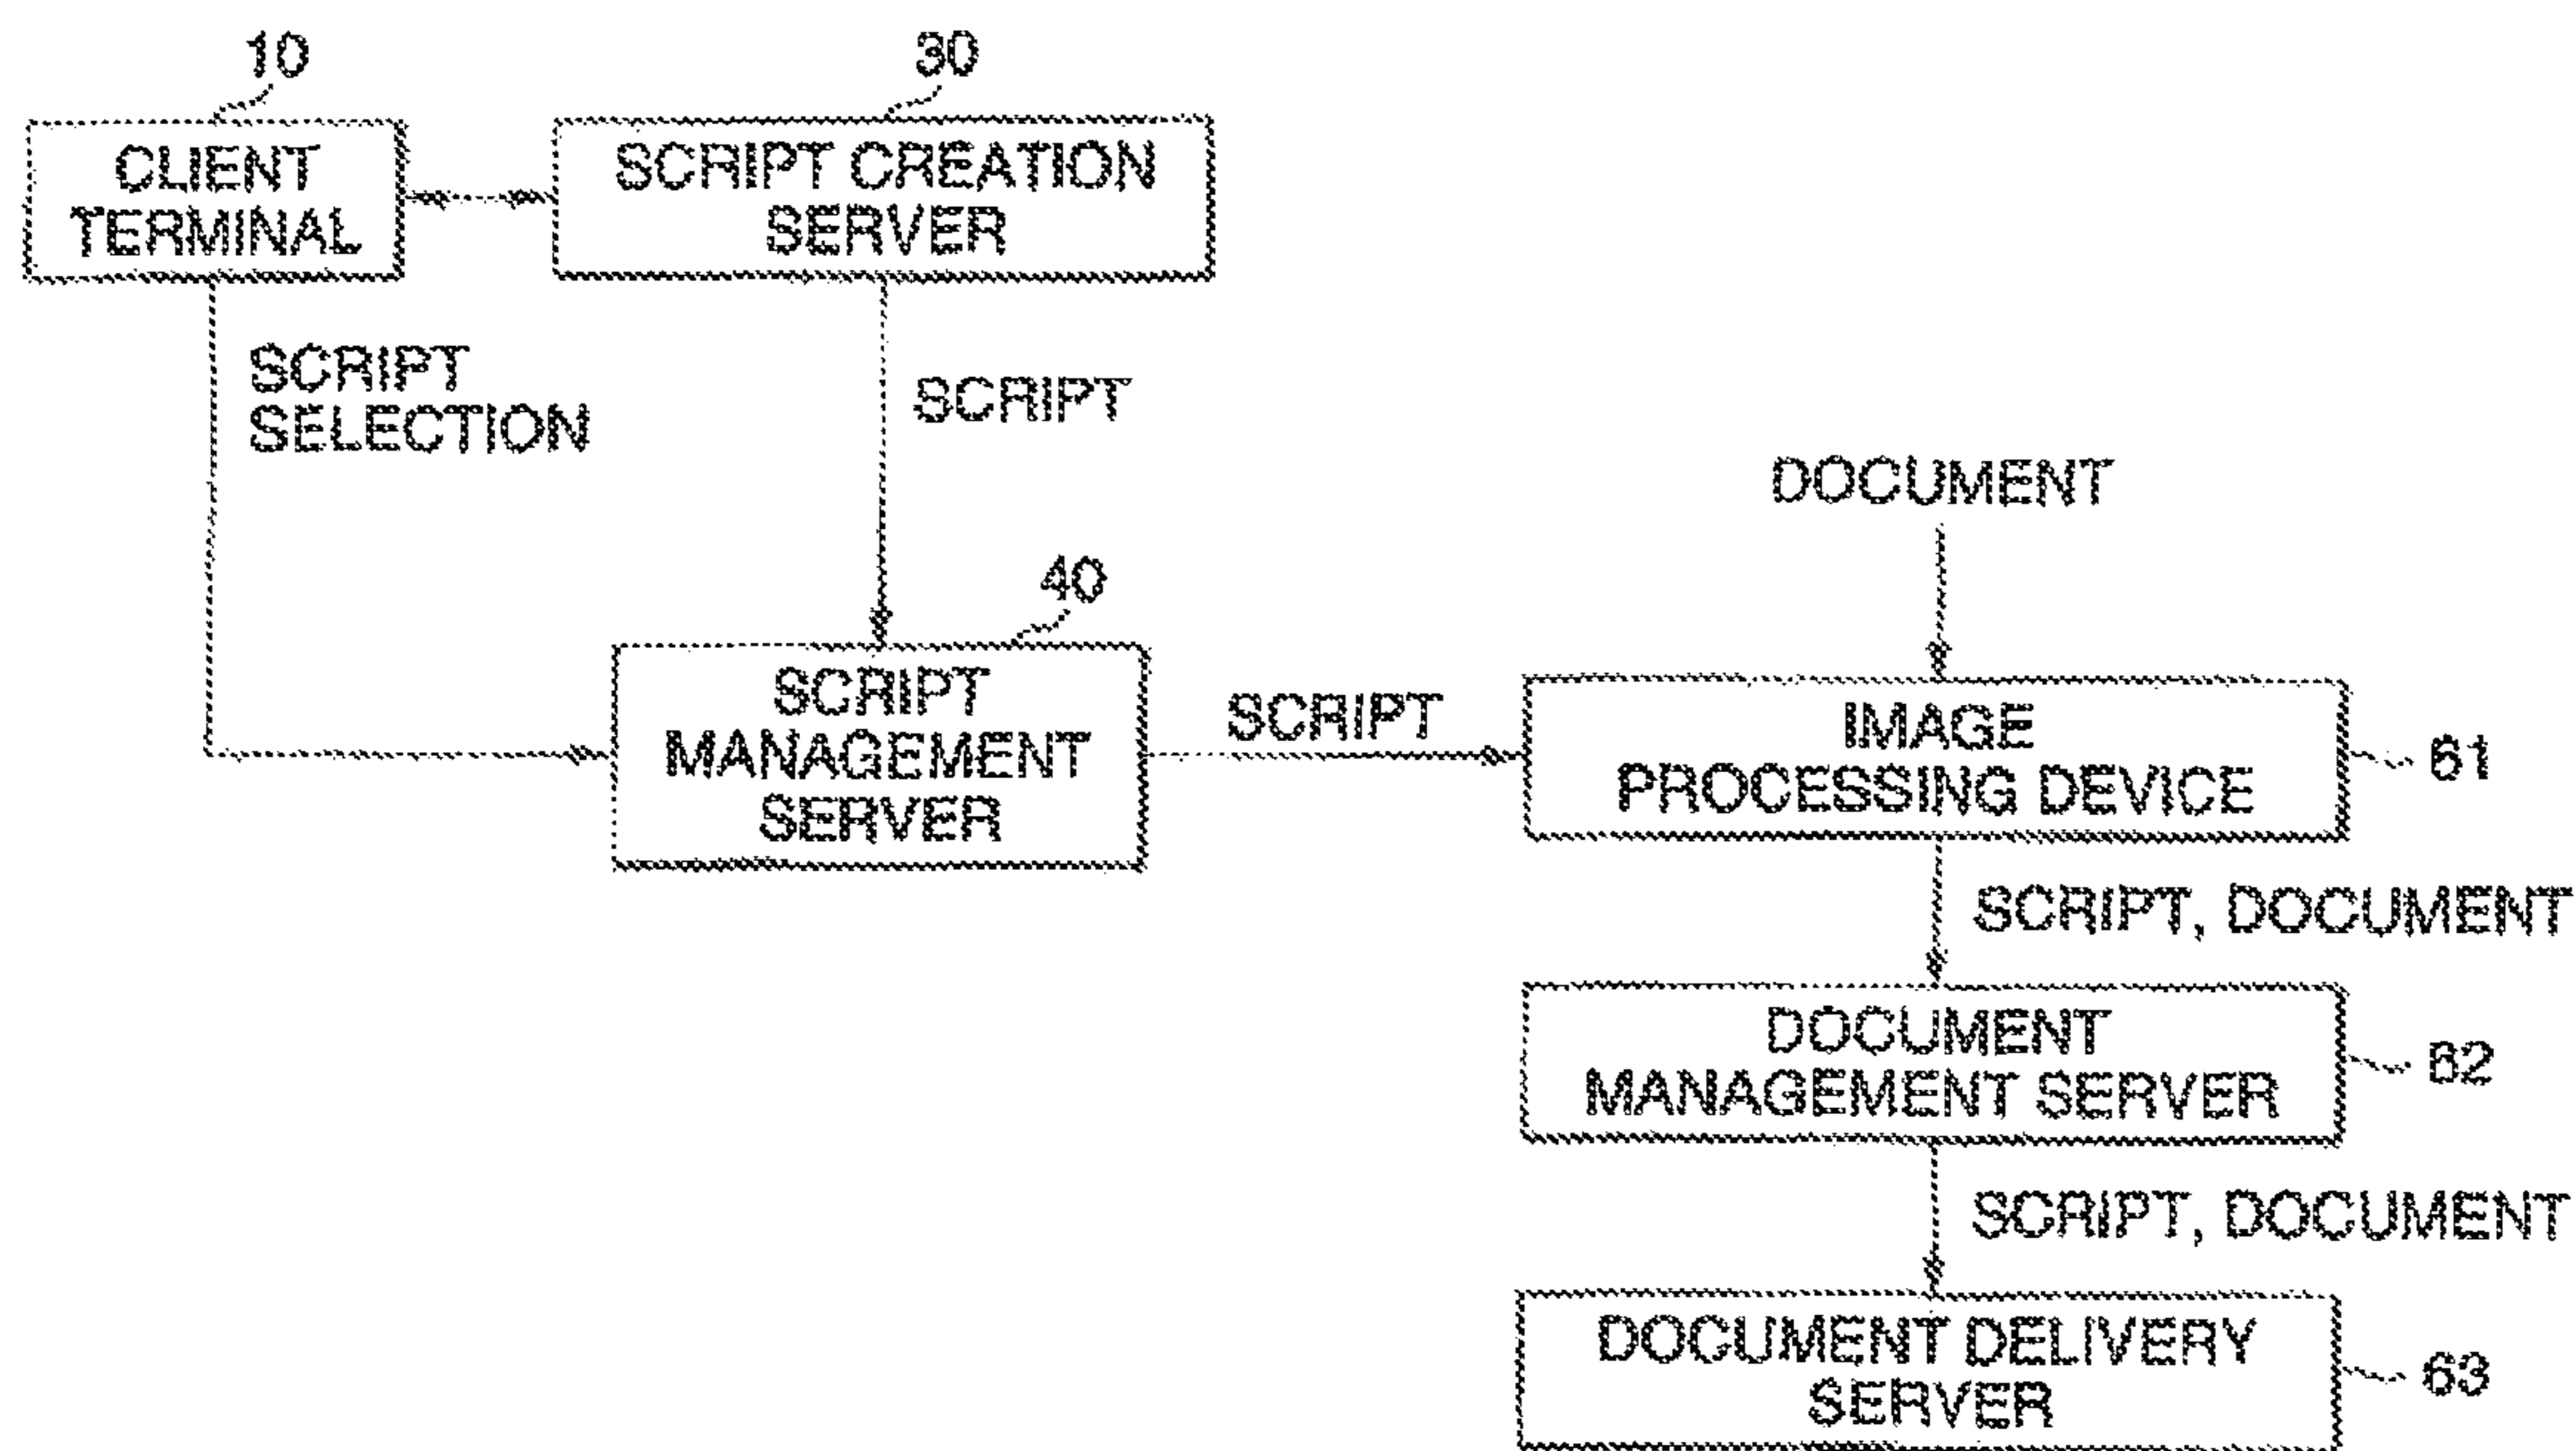 10
30
CLIENT
TERMINAL
SCRIPT CREATION
SERVER
SCRIPT
SELECTION
SCRIPT
DOCUMENT
40
SCRIPT
MANAGEMENT
SERVER
SCRIPT
IMAGE
PROCESSING DEVICE
61
SCRIPT, DOCUMENT
DOCUMENT
MANAGEMENT SERVER
62
SCRIPT, DOCUMENT
DOCUMENT DELIVERY
SERVER
63